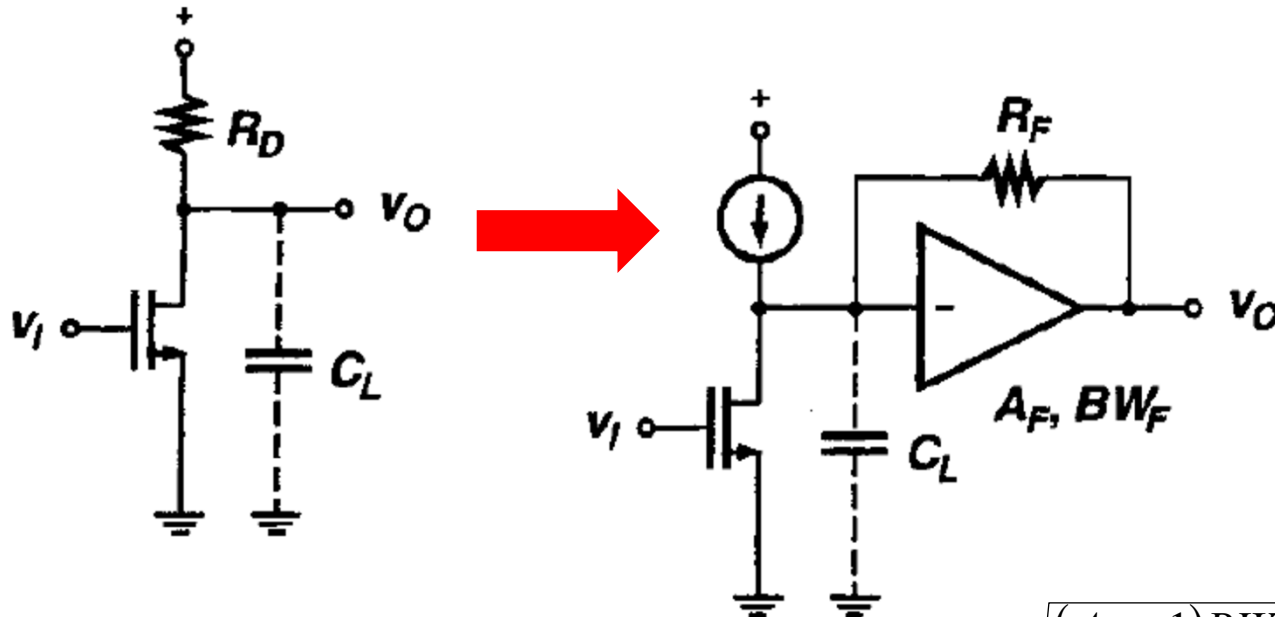 +
R_D
v_O
v_I
C_L
+
R_F
−
v_O
A_F, BW_F
v_I
C_L